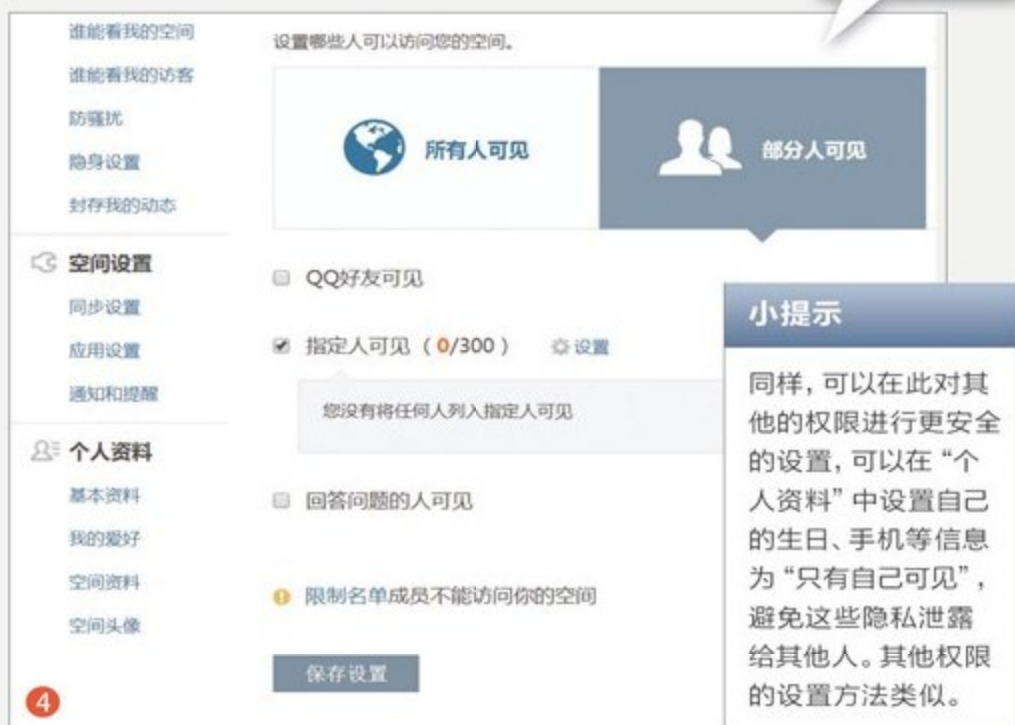 谁能看我的空间
谁能看我的访客
防骚扰
隐身设置
封存我的动态
空间设置
同步设置
应用设置
通知和提醒
个人资料
基本资料
我的爱好
空间资料
空间头像
4
设置哪些人可以访问您的空间。
所有人可见
部分人可见
QQ好友可见
指定人可见（0/300） 设置
您没有将任何人列入指定人可见
回答问题的人可见
限制名单成员不能访问你的空间
保存设置
小提示
同样，可以在此对其
他的权限进行更安全
的设置，可以在“个
人资料”中设置自己
的生日、手机等信息
为“只有自己可见”，
避免这些隐私泄露
给其他人。其他权限
的设置方法类似。